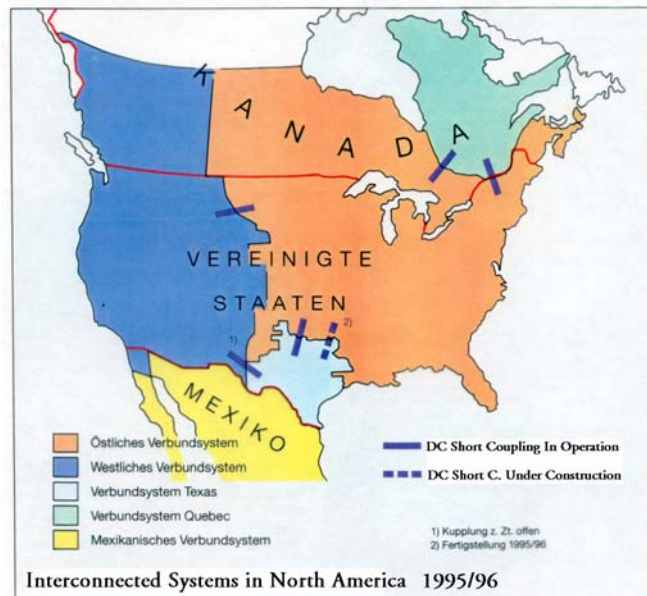 KANADA
VEREINIGTE
STAATEN
2)
1)
MEXIKO
Östliches Verbundsystem
Westliches Verbundsystem
Verbundsystem Texas
Verbundsystem Quebec
Mexikanisches Verbundsystem
DC Short Coupling In Operation
DC Short C. Under Construction
1) Kupplung z. Zt. offen
2) Fertigstellung 1995/96
Interconnected Systems in North America 1995/96